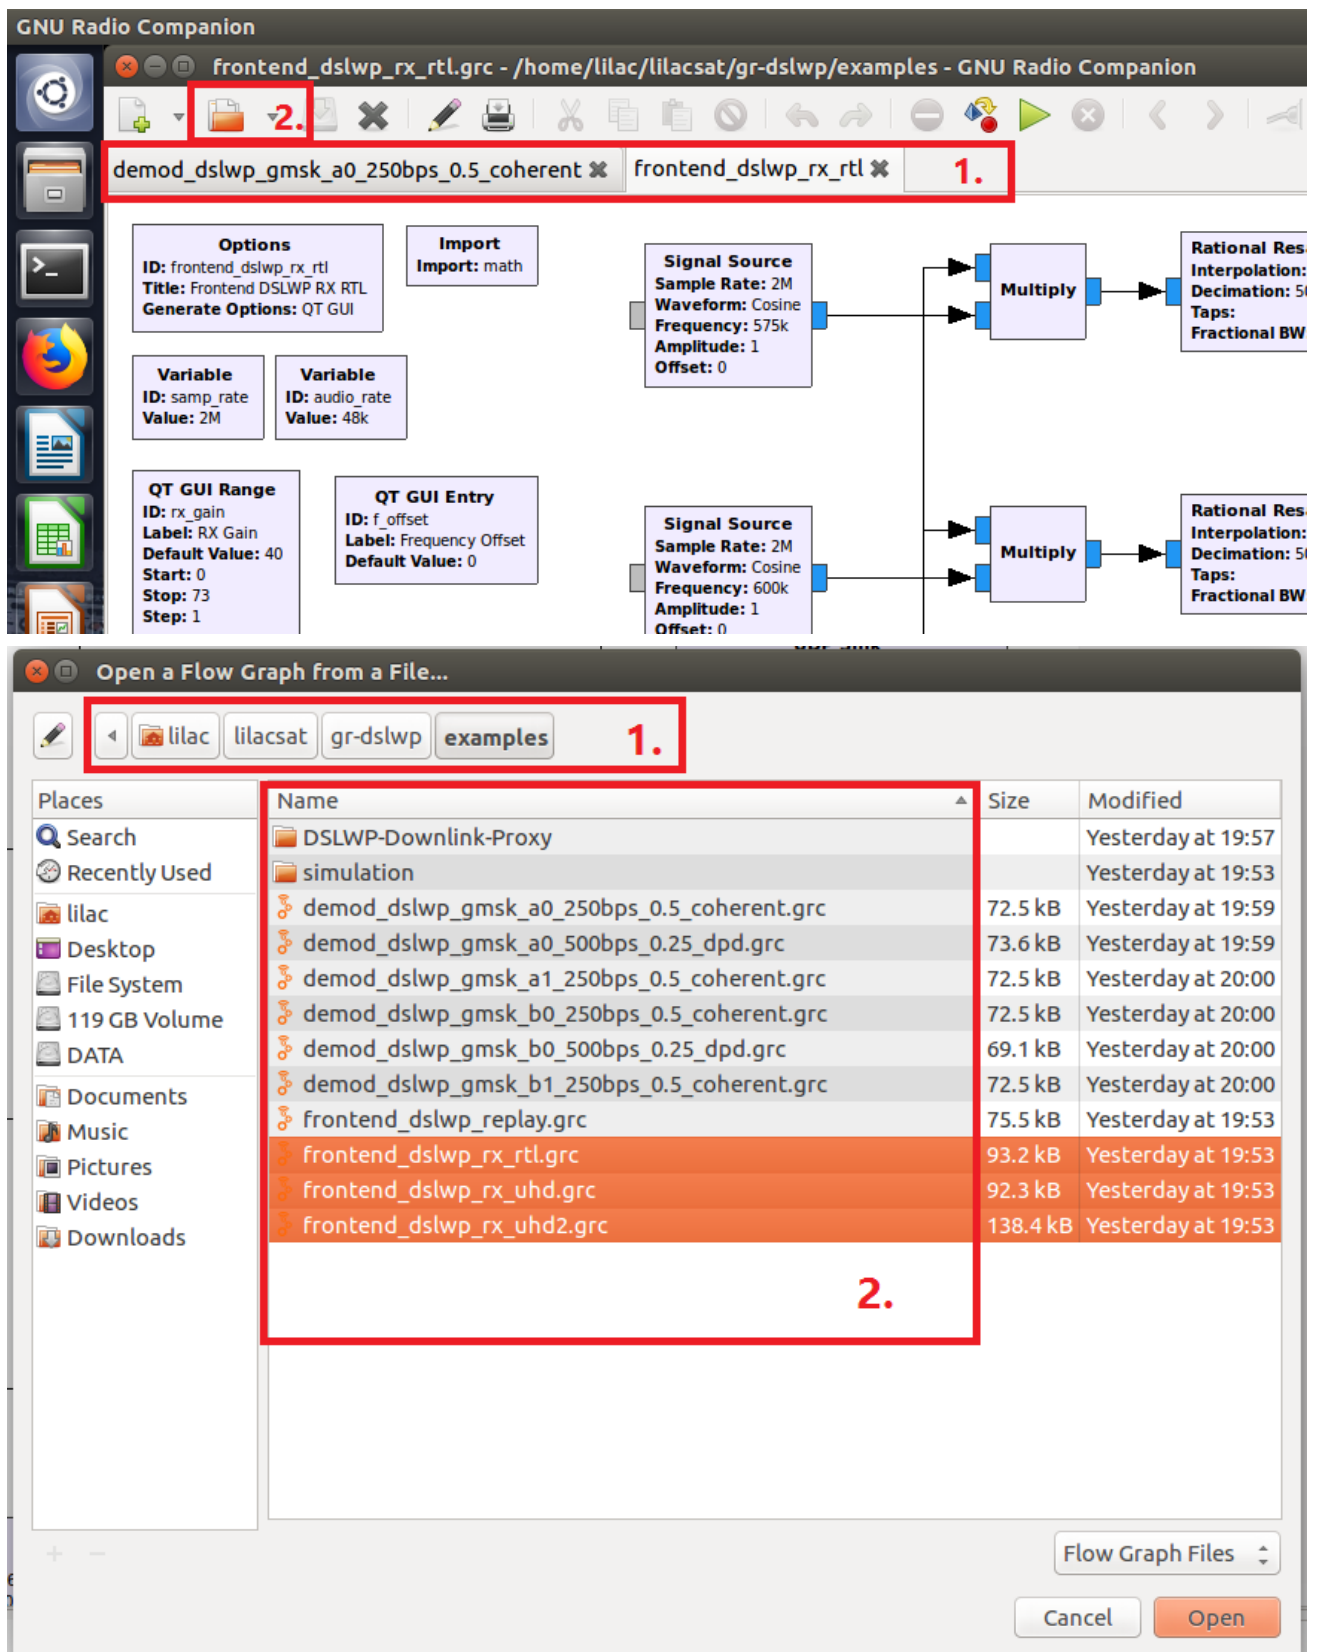 GNU Radio Companion
frontend_dslwp_rx_rtl.grc - /home/lilac/lilacsat/gr-dslwp/examples - GNU Radio Companion
2.
demod_dslwp_gmsk_a0_250bps_0.5_coherent frontend_dslwp_rx_rtl 1.
Options
ID: frontend_dslwp_rx_rtl
Title: Frontend DSLWP RX RTL
Generate Options: QT GUI
Import
Import: math
Variable
ID: samp_rate
Value: 2M
Variable
ID: audio_rate
Value: 48k
QT GUI Range
ID: rx_gain
Label: RX Gain
Default Value: 40
Start: 0
Stop: 73
Step: 1
QT GUI Entry
ID: f_offset
Label: Frequency Offset
Default Value: 0
Signal Source
Sample Rate: 2M
Waveform: Cosine
Frequency: 575k
Amplitude: 1
Offset: 0
Multiply
Rational Res
Interpolation:
Decimation: 5
Taps:
Fractional BW
Signal Source
Sample Rate: 2M
Waveform: Cosine
Frequency: 600k
Amplitude: 1
Offset: 0
Multiply
Rational Res
Interpolation:
Decimation: 5
Taps:
Fractional BW
Open a Flow Graph from a File...
lilac lilacsat gr-dslwp examples 1.
Places
Search
Recently Used
lilac
Desktop
File System
119 GB Volume
DATA
Documents
Music
Pictures
Videos
Downloads
Name Size Modified
DSLWP-Downlink-Proxy Yesterday at 19:57
simulation Yesterday at 19:53
demod_dslwp_gmsk_a0_250bps_0.5_coherent.grc 72.5 kB Yesterday at 19:59
demod_dslwp_gmsk_a0_500bps_0.25_dpd.grc 73.6 kB Yesterday at 19:59
demod_dslwp_gmsk_a1_250bps_0.5_coherent.grc 72.5 kB Yesterday at 20:00
demod_dslwp_gmsk_b0_250bps_0.5_coherent.grc 72.5 kB Yesterday at 20:00
demod_dslwp_gmsk_b0_500bps_0.25_dpd.grc 69.1 kB Yesterday at 20:00
demod_dslwp_gmsk_b1_250bps_0.5_coherent.grc 72.5 kB Yesterday at 20:00
frontend_dslwp_replay.grc 75.5 kB Yesterday at 19:53
frontend_dslwp_rx_rtl.grc 93.2 kB Yesterday at 19:53
frontend_dslwp_rx_uhd.grc 92.3 kB Yesterday at 19:53
frontend_dslwp_rx_uhd2.grc 138.4 kB Yesterday at 19:53
2.
Flow Graph Files
Cancel Open